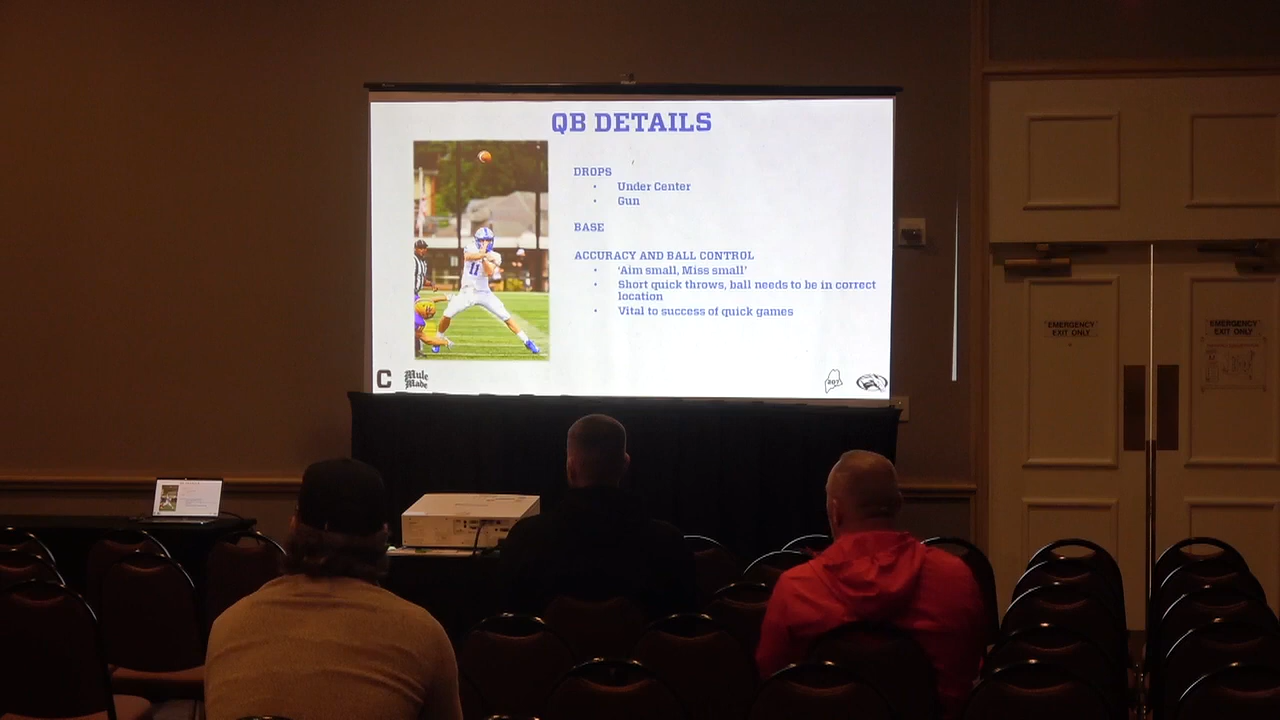 QB DETAILS
DROPS
• Under Center
• Gun
BASE
ACCURACY AND BALL CONTROL
• 'Aim small, Miss small'
• Short quick throws, ball needs to be in correct
location
• Vital to success of quick games
11
C
Mule
Made
207
EMERGENCY
EXIT ONLY
EMERGENCY
EXIT ONLY